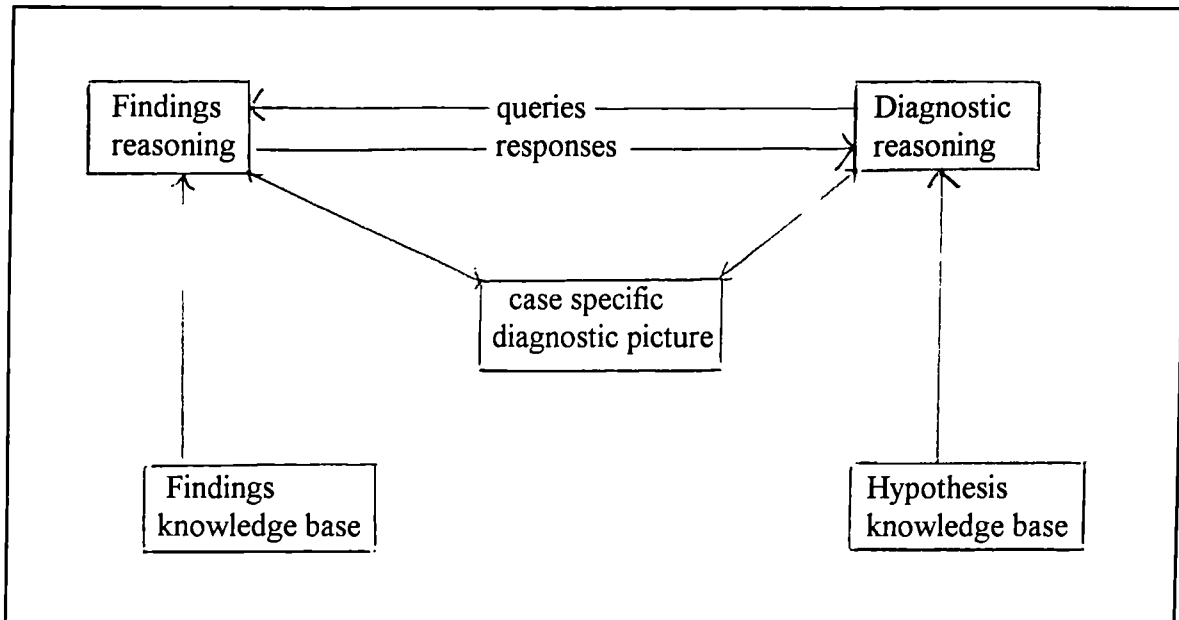 Findings
reasoning
queries
responses
Diagnostic
reasoning
case specific
diagnostic picture
Findings
knowledge base
Hypothesis
knowledge base